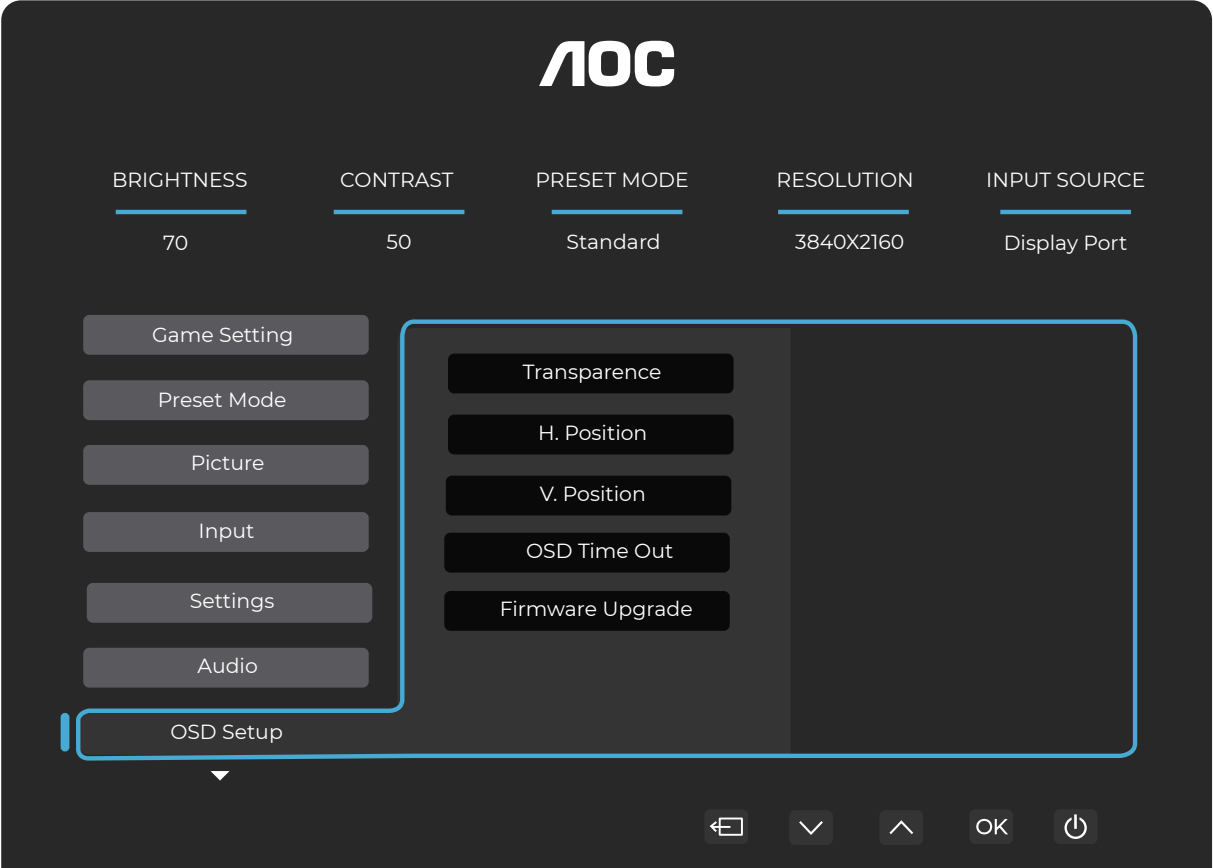 AOC
BRIGHTNESS CONTRAST PRESET MODE RESOLUTION INPUT SOURCE
70 50 Standard 3840X2160 Display Port
Game Setting
Preset Mode
Picture
Input
Settings
Audio
OSD Setup
Transparence
H. Position
V. Position
OSD Time Out
Firmware Upgrade
OK